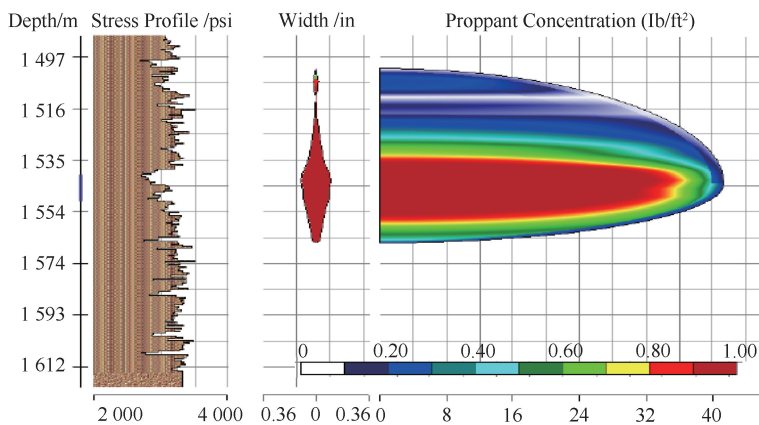 Depth/m Stress Profile /psi Width /in Proppant Concentration (Ib/ft²)
1 497
1 516
1 535
1 554
1 574
1 593
1 612
0 0.20 0.40 0.60 0.80 1.00
2 000 4 000 0.36 0 0.36 0 8 16 24 32 40